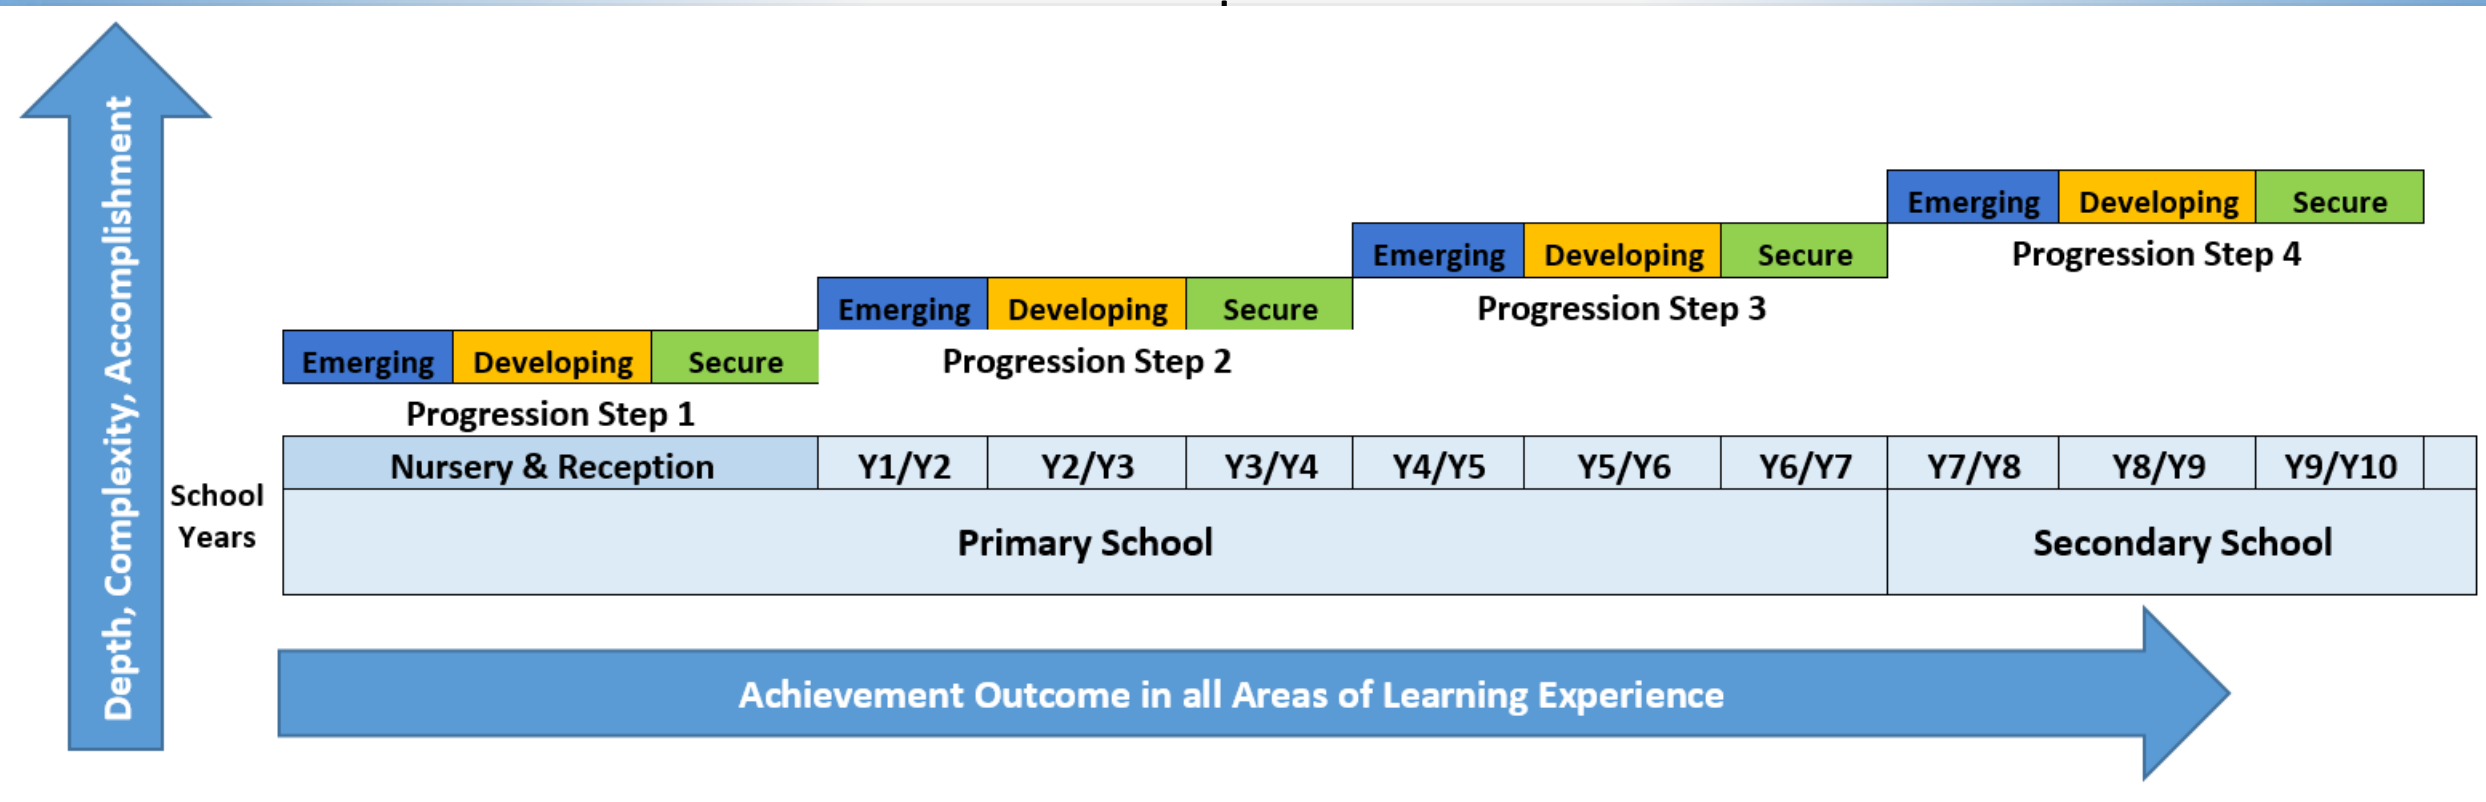 Depth, Complexity, Accomplishment
Emerging Developing Secure
Progression Step 4
Emerging Developing Secure
Progression Step 3
Emerging Developing Secure
Progression Step 2
Emerging Developing Secure
Progression Step 1
School Years
Nursery & Reception Y1/Y2 Y2/Y3 Y3/Y4 Y4/Y5 Y5/Y6 Y6/Y7 Y7/Y8 Y8/Y9 Y9/Y10
Primary School Secondary School
Achievement Outcome in all Areas of Learning Experience